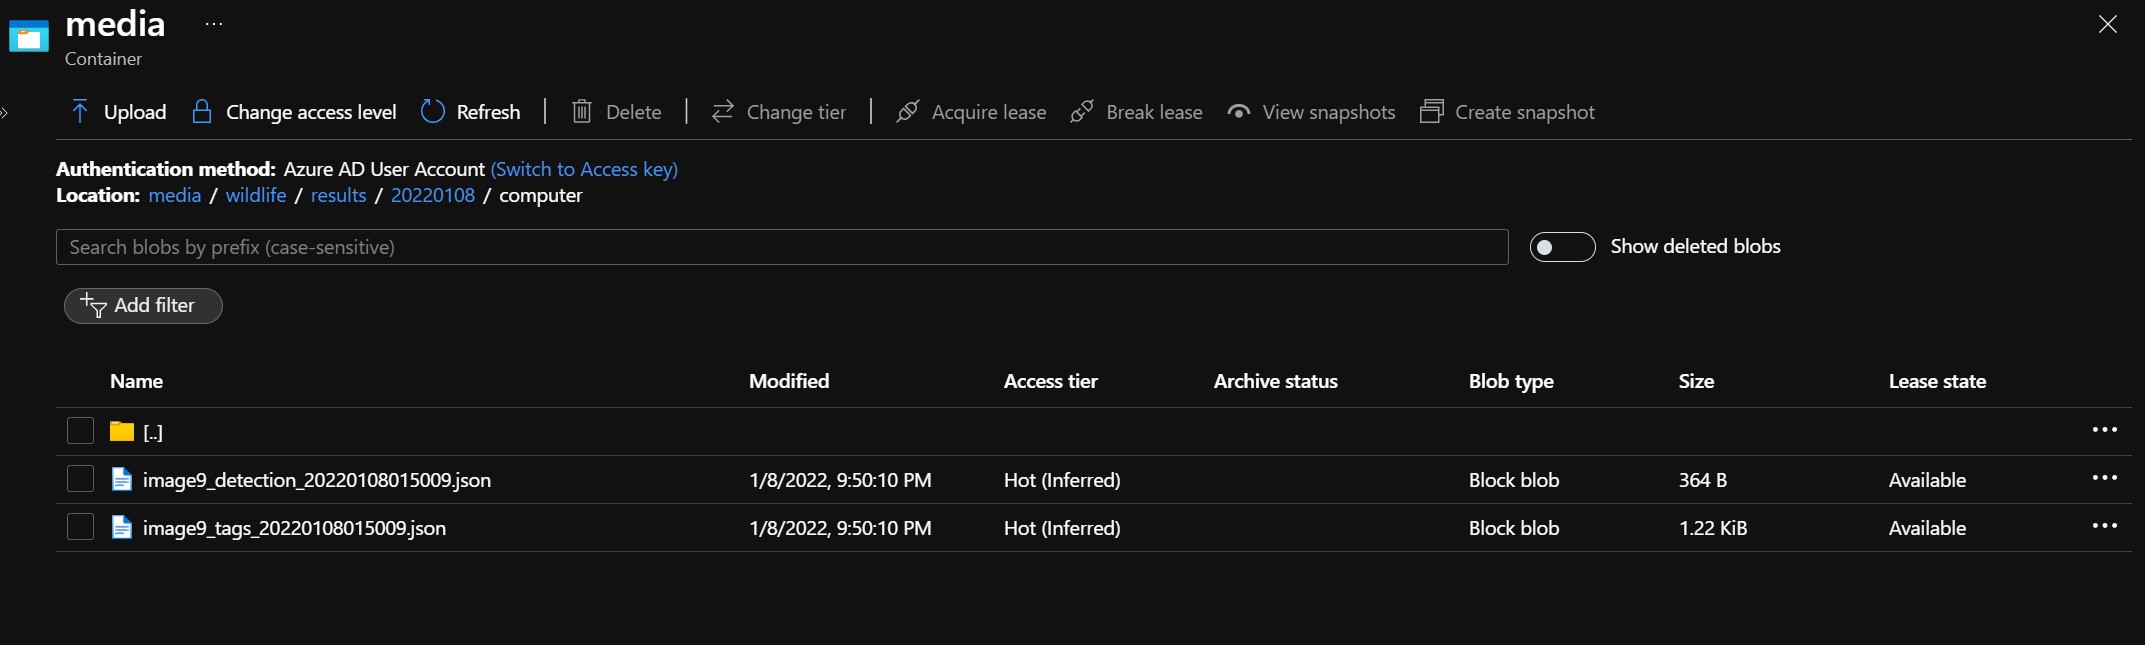 media ...
Container
Upload Change access level Refresh Delete Change tier Acquire lease Break lease View snapshots Create snapshot
Authentication method: Azure AD User Account (Switch to Access key)
Location: media / wildlife / results / 20220108 / computer
Search blobs by prefix (case-sensitive) Show deleted blobs
Add filter
Name Modified Access tier Archive status Blob type Size Lease state
[..]
image9_detection_20220108015009.json 1/8/2022, 9:50:10 PM Hot (Inferred) Block blob 364 B Available
image9_tags_20220108015009.json 1/8/2022, 9:50:10 PM Hot (Inferred) Block blob 1.22 KiB Available